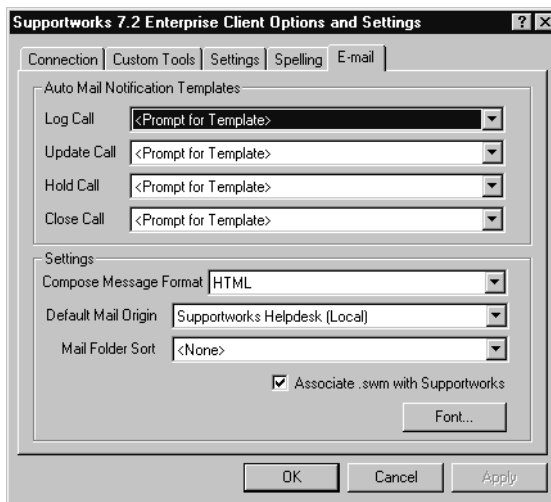 Supportworks 7.2 Enterprise Client Options and Settings
Connection Custom Tools Settings Spelling E-mail
Auto Mail Notification Templates
Log Call <Prompt for Template>
Update Call <Prompt for Template>
Hold Call <Prompt for Template>
Close Call <Prompt for Template>
Settings
Compose Message Format HTML
Default Mail Origin Supportworks Helpdesk (Local)
Mail Folder Sort <None>
Associate .swm with Supportworks
Font...
OK Cancel Apply